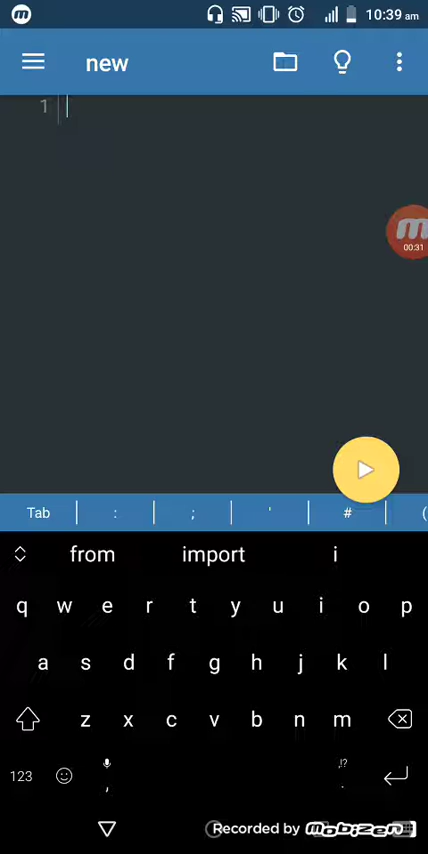 10:39 am
new
1
00:31
Tab : ; ' # (
from import i
q w e r t y u i o p
a s d f g h j k l
z x c v b n m
123 , ,!? .
Recorded by mobizen